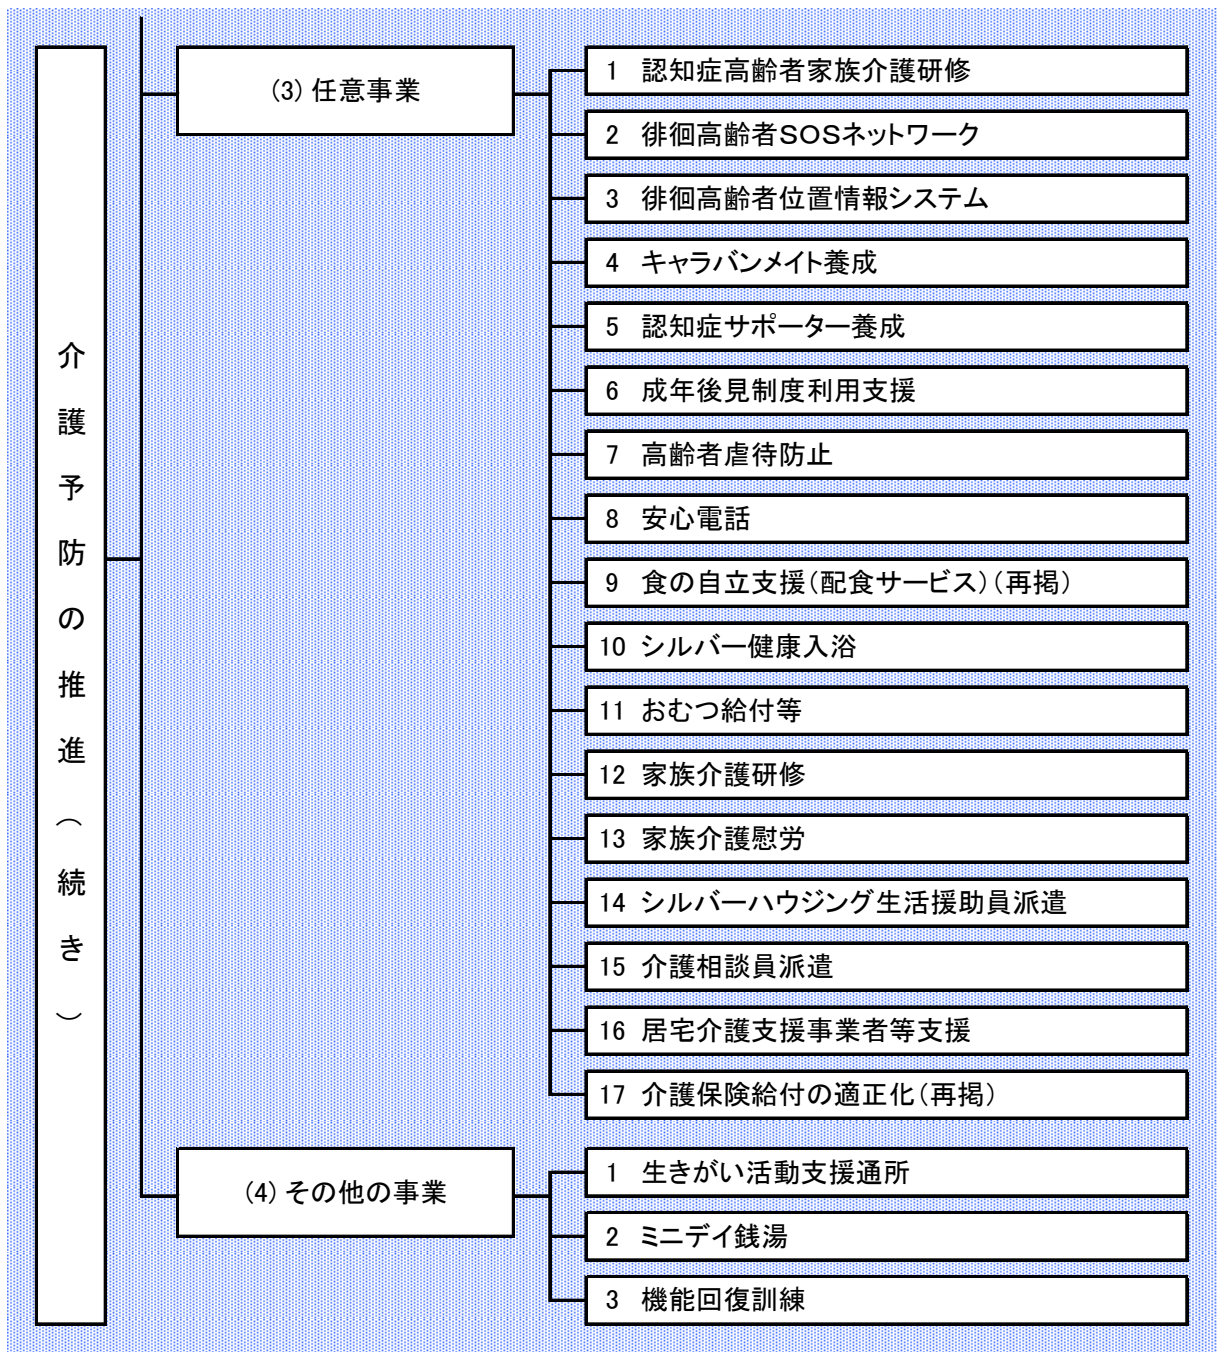 介護予防の推進（続き）
(3) 任意事業
1 認知症高齢者家族介護研修
2 徘徊高齢者SOSネットワーク
3 徘徊高齢者位置情報システム
4 キャラバンメイト養成
5 認知症サポーター養成
6 成年後見制度利用支援
7 高齢者虐待防止
8 安心電話
9 食の自立支援（配食サービス）（再掲）
10 シルバー健康入浴
11 おむつ給付等
12 家族介護研修
13 家族介護慰労
14 シルバーハウジング生活援助員派遣
15 介護相談員派遣
16 居宅介護支援事業者等支援
17 介護保険給付の適正化（再掲）
(4) その他の事業
1 生きがい活動支援通所
2 ミニデイ銭湯
3 機能回復訓練